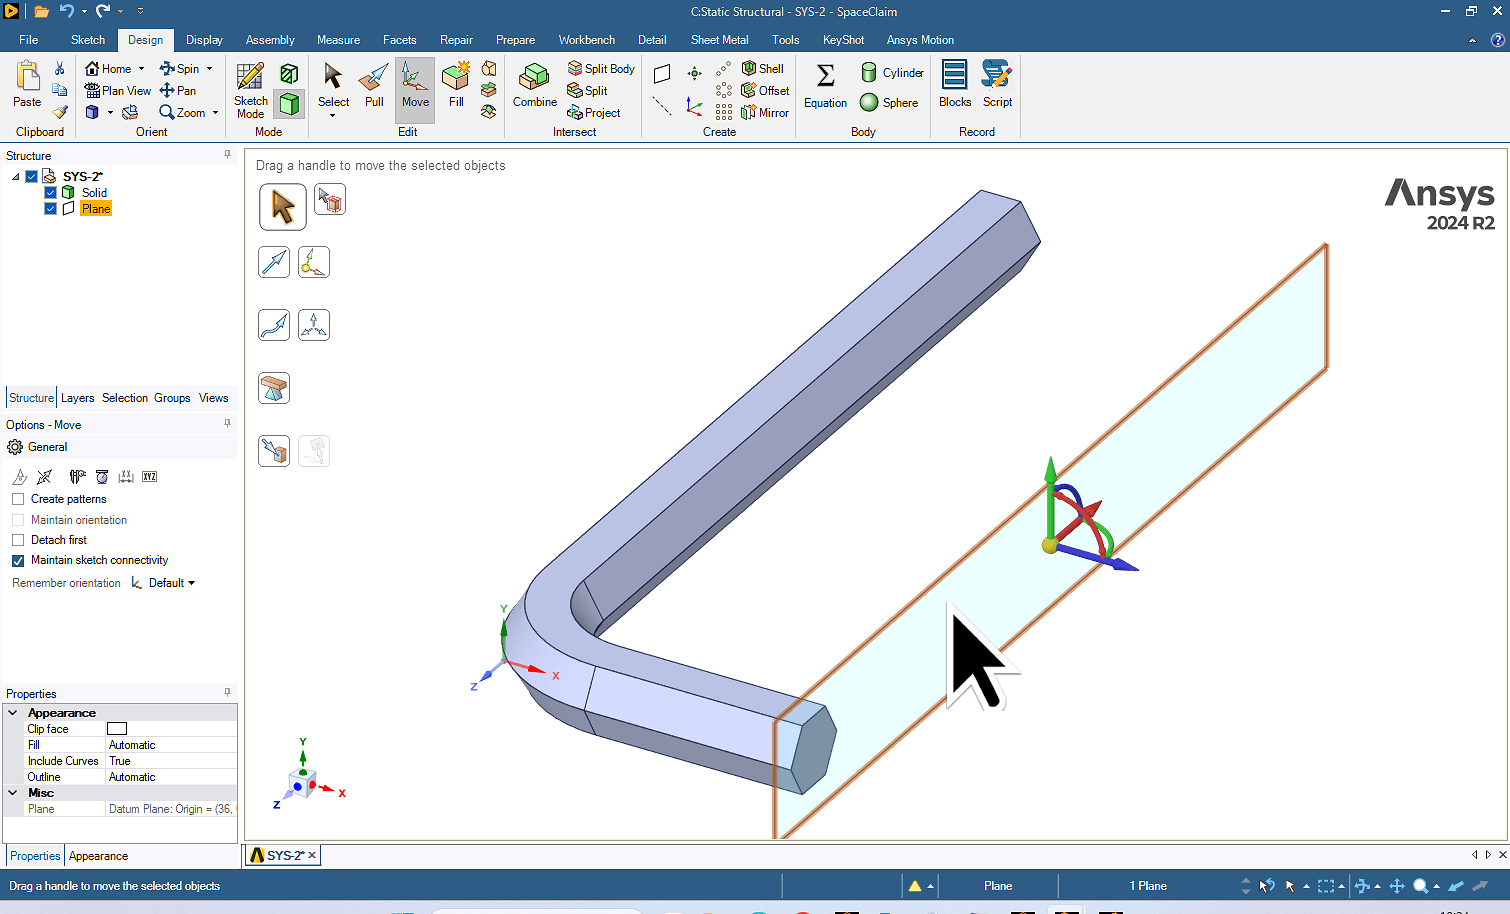 C:Static Structural - SYS-2 - SpaceClaim
File Sketch Design Display Assembly Measure Facets Repair Prepare Workbench Detail Sheet Metal Tools KeyShot Ansys Motion
Paste
Clipboard
Home Spin
Plan View Pan
Zoom
Orient
Sketch Mode
Mode
Select Pull Move Fill
Edit
Combine
Split Body
Split
Project
Intersect
Shell
Offset
Mirror
Create
Equation
Cylinder
Sphere
Body
Blocks Script
Record
Structure
SYS-2*
Solid
Plane
Structure Layers Selection Groups Views
Options - Move
General
XYZ
Create patterns
Maintain orientation
Detach first
Maintain sketch connectivity
Remember orientation Default
Properties
Appearance
Clip face
Fill Automatic
Include Curves True
Outline Automatic
Misc
Plane Datum Plane: Origin = (36,
Properties Appearance
Drag a handle to move the selected objects
Ansys
2024 R2
Y
X
Z
Y
X
Z
SYS-2*
Drag a handle to move the selected objects
Plane
1 Plane